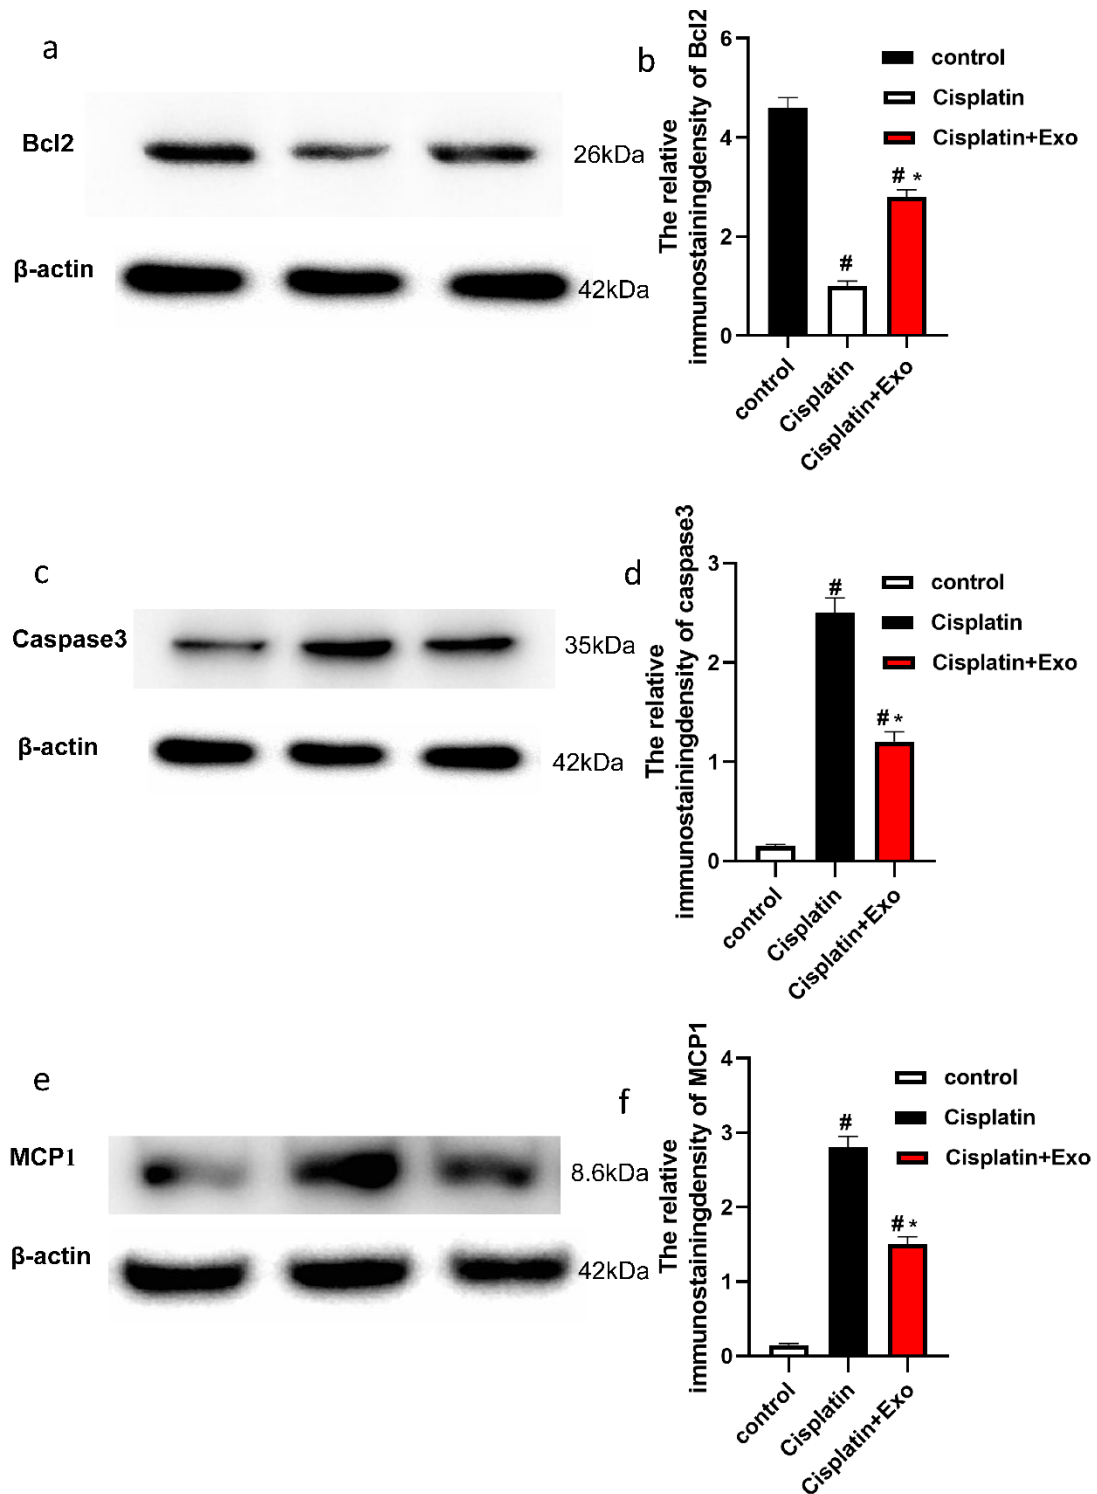 a
Bcl2
26kDa
β-actin
42kDa
b
The relative
immunostainingdensity of Bcl2
6
4
2
0
# 
# *
control
Cisplatin
Cisplatin+Exo
control
Cisplatin
Cisplatin+Exo
c
Caspase3
35kDa
β-actin
42kDa
d
The relative
immunostainingdensity of caspase3
3
2
1
0
#
# *
control
Cisplatin
Cisplatin+Exo
control
Cisplatin
Cisplatin+Exo
e
MCP1
8.6kDa
β-actin
42kDa
f
The relative
immunostainingdensity of MCP1
4
3
2
1
0
#
# *
control
Cisplatin
Cisplatin+Exo
control
Cisplatin
Cisplatin+Exo